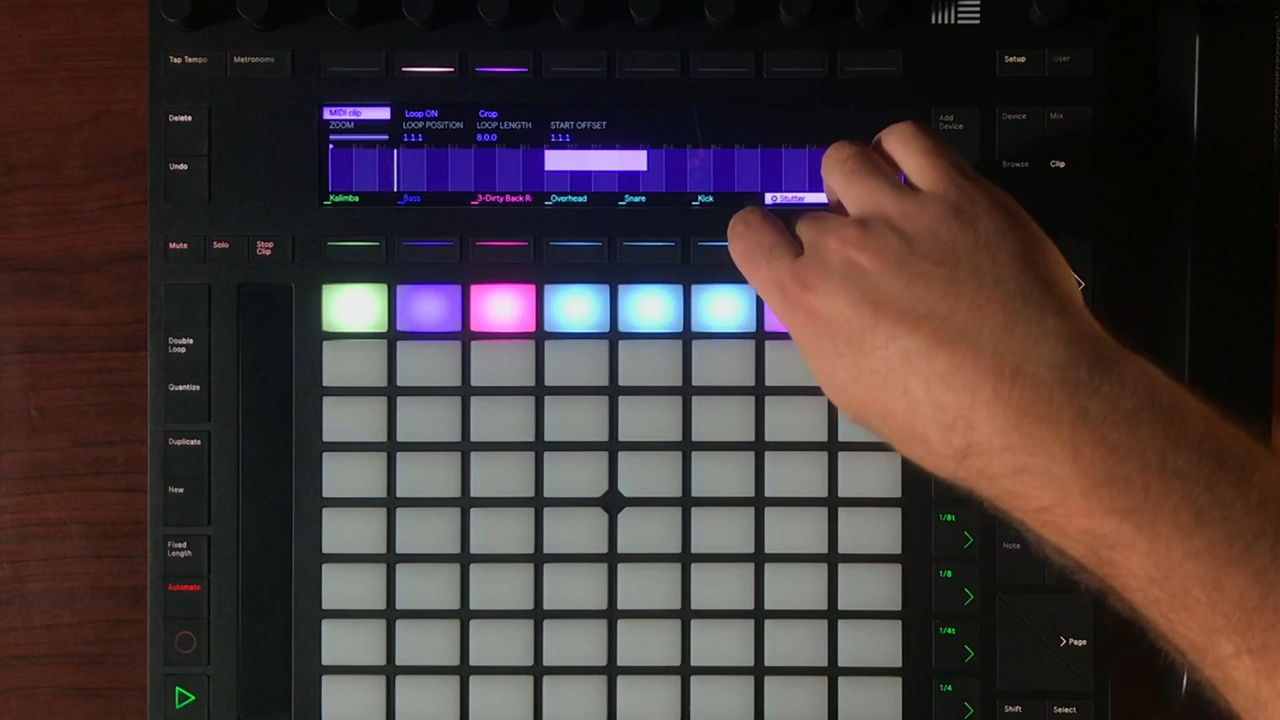 Tap Tempo Metronome Setup User
Delete
MIDI clip Loop ON Crop
ZOOM LOOP POSITION LOOP LENGTH START OFFSET
1.1.1 8.0.0 1.1.1
Add Device
Device Mix
Undo
Browse Clip
Kalimba Bass 3-Dirty Back R Overhead Snare Kick Stutter
Mute Solo Stop Clip
Double Loop
Quantize
Duplicate
New
1/8t
Fixed Length
Note
1/8
Automate
1/4t
Page
1/4
Shift Select